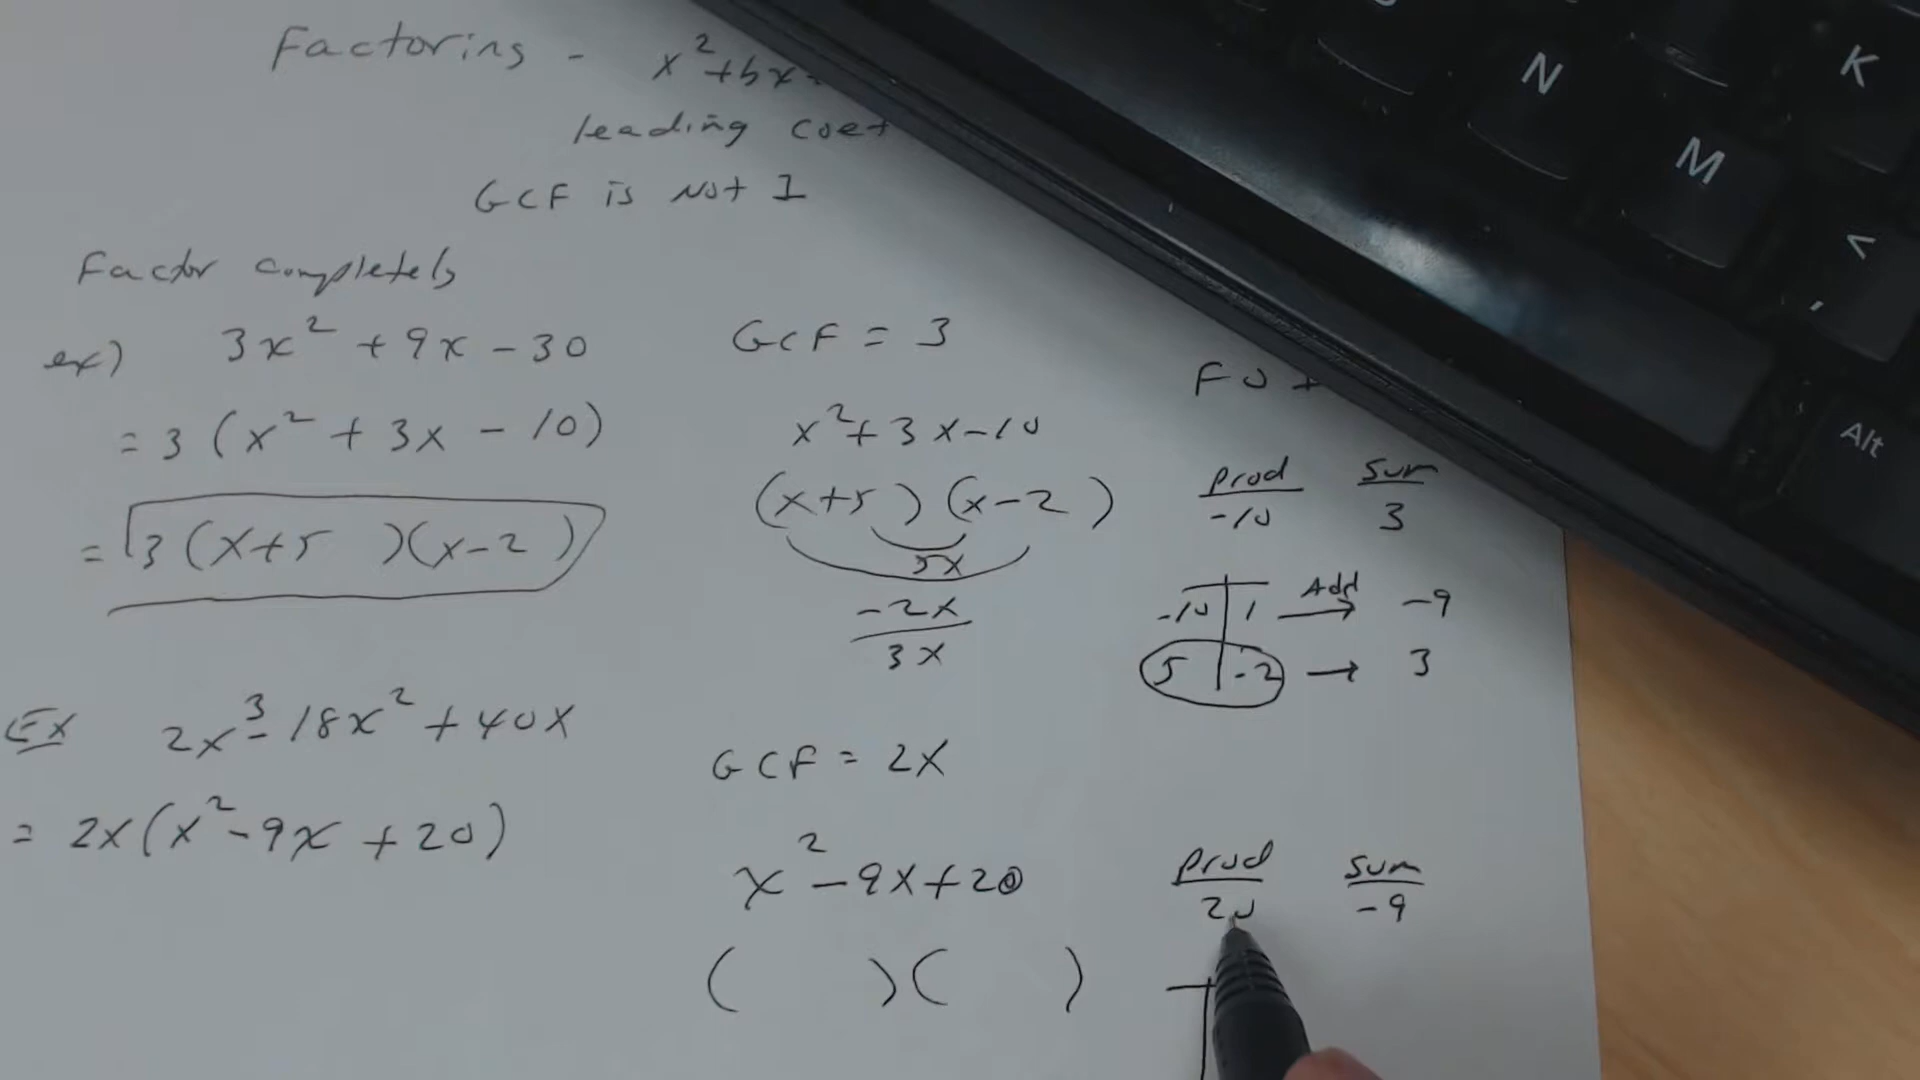 Factoring - x² + bx
leading coef
GCF is Not 1
Factor completely
ex) 3x² + 9x - 30
GCF = 3
= 3 (x² + 3x - 10)
x² + 3x - 10
= 3 (x+5 )(x-2 )
(x+5 ) (x-2 )
5x
-2x
3x
FO
Prod Sum
-10 3
-10 | 1 Add → -9
5 | -2 → 3
Ex 2x³ - 18x² + 40x
GCF = 2x
= 2x (x² - 9x + 20)
x² - 9x + 20
( ) ( )
Prod Sum
20 -9
N
K
M
<
,
Alt